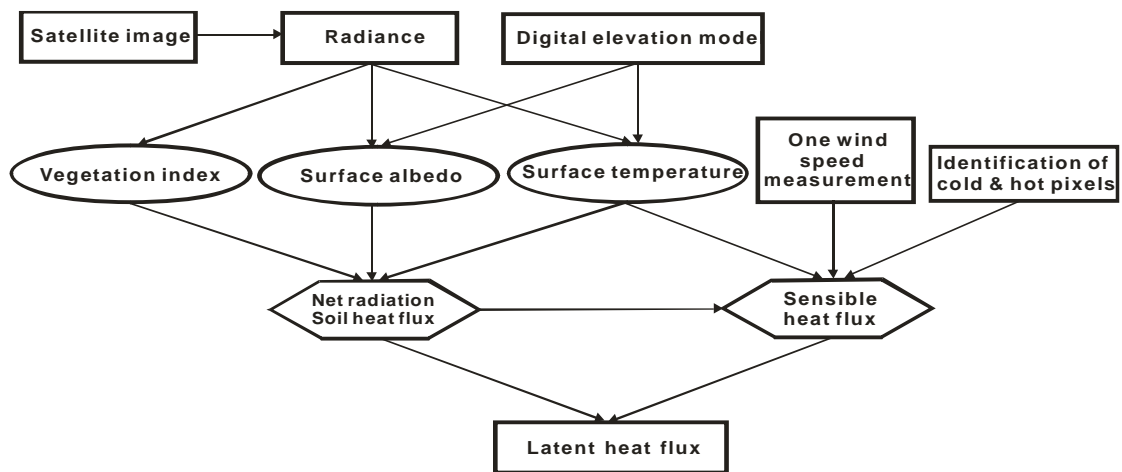 Satellite image
Radiance
Digital elevation mode
Vegetation index
Surface albedo
Surface temperature
One wind
speed
measurement
Identification of
cold & hot pixels
Net radiation
Soil heat flux
Sensible
heat flux
Latent heat flux